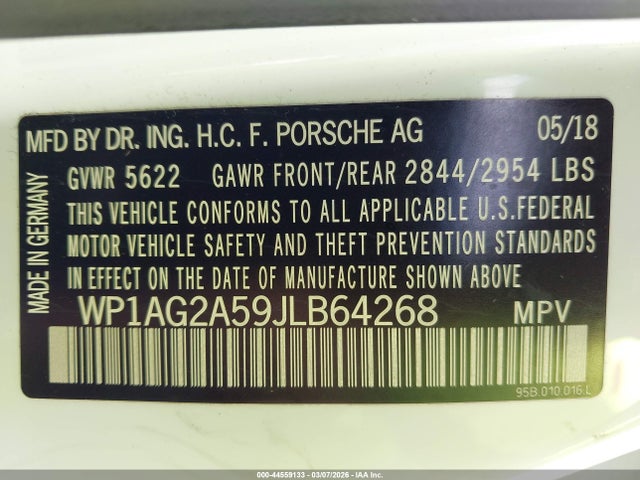 MFD BY DR. ING. H.C. F. PORSCHE AG 05/18
GVWR 5622 GAWR FRONT/REAR 2844/2954 LBS
THIS VEHICLE CONFORMS TO ALL APPLICABLE U.S.FEDERAL
MOTOR VEHICLE SAFETY AND THEFT PREVENTION STANDARDS
IN EFFECT ON THE DATE OF MANUFACTURE SHOWN ABOVE.
WP1AG2A59JLB64268 MPV
MADE IN GERMANY
95B.010.016.L
000-44559133 - 03/07/2026 - IAA, Inc.